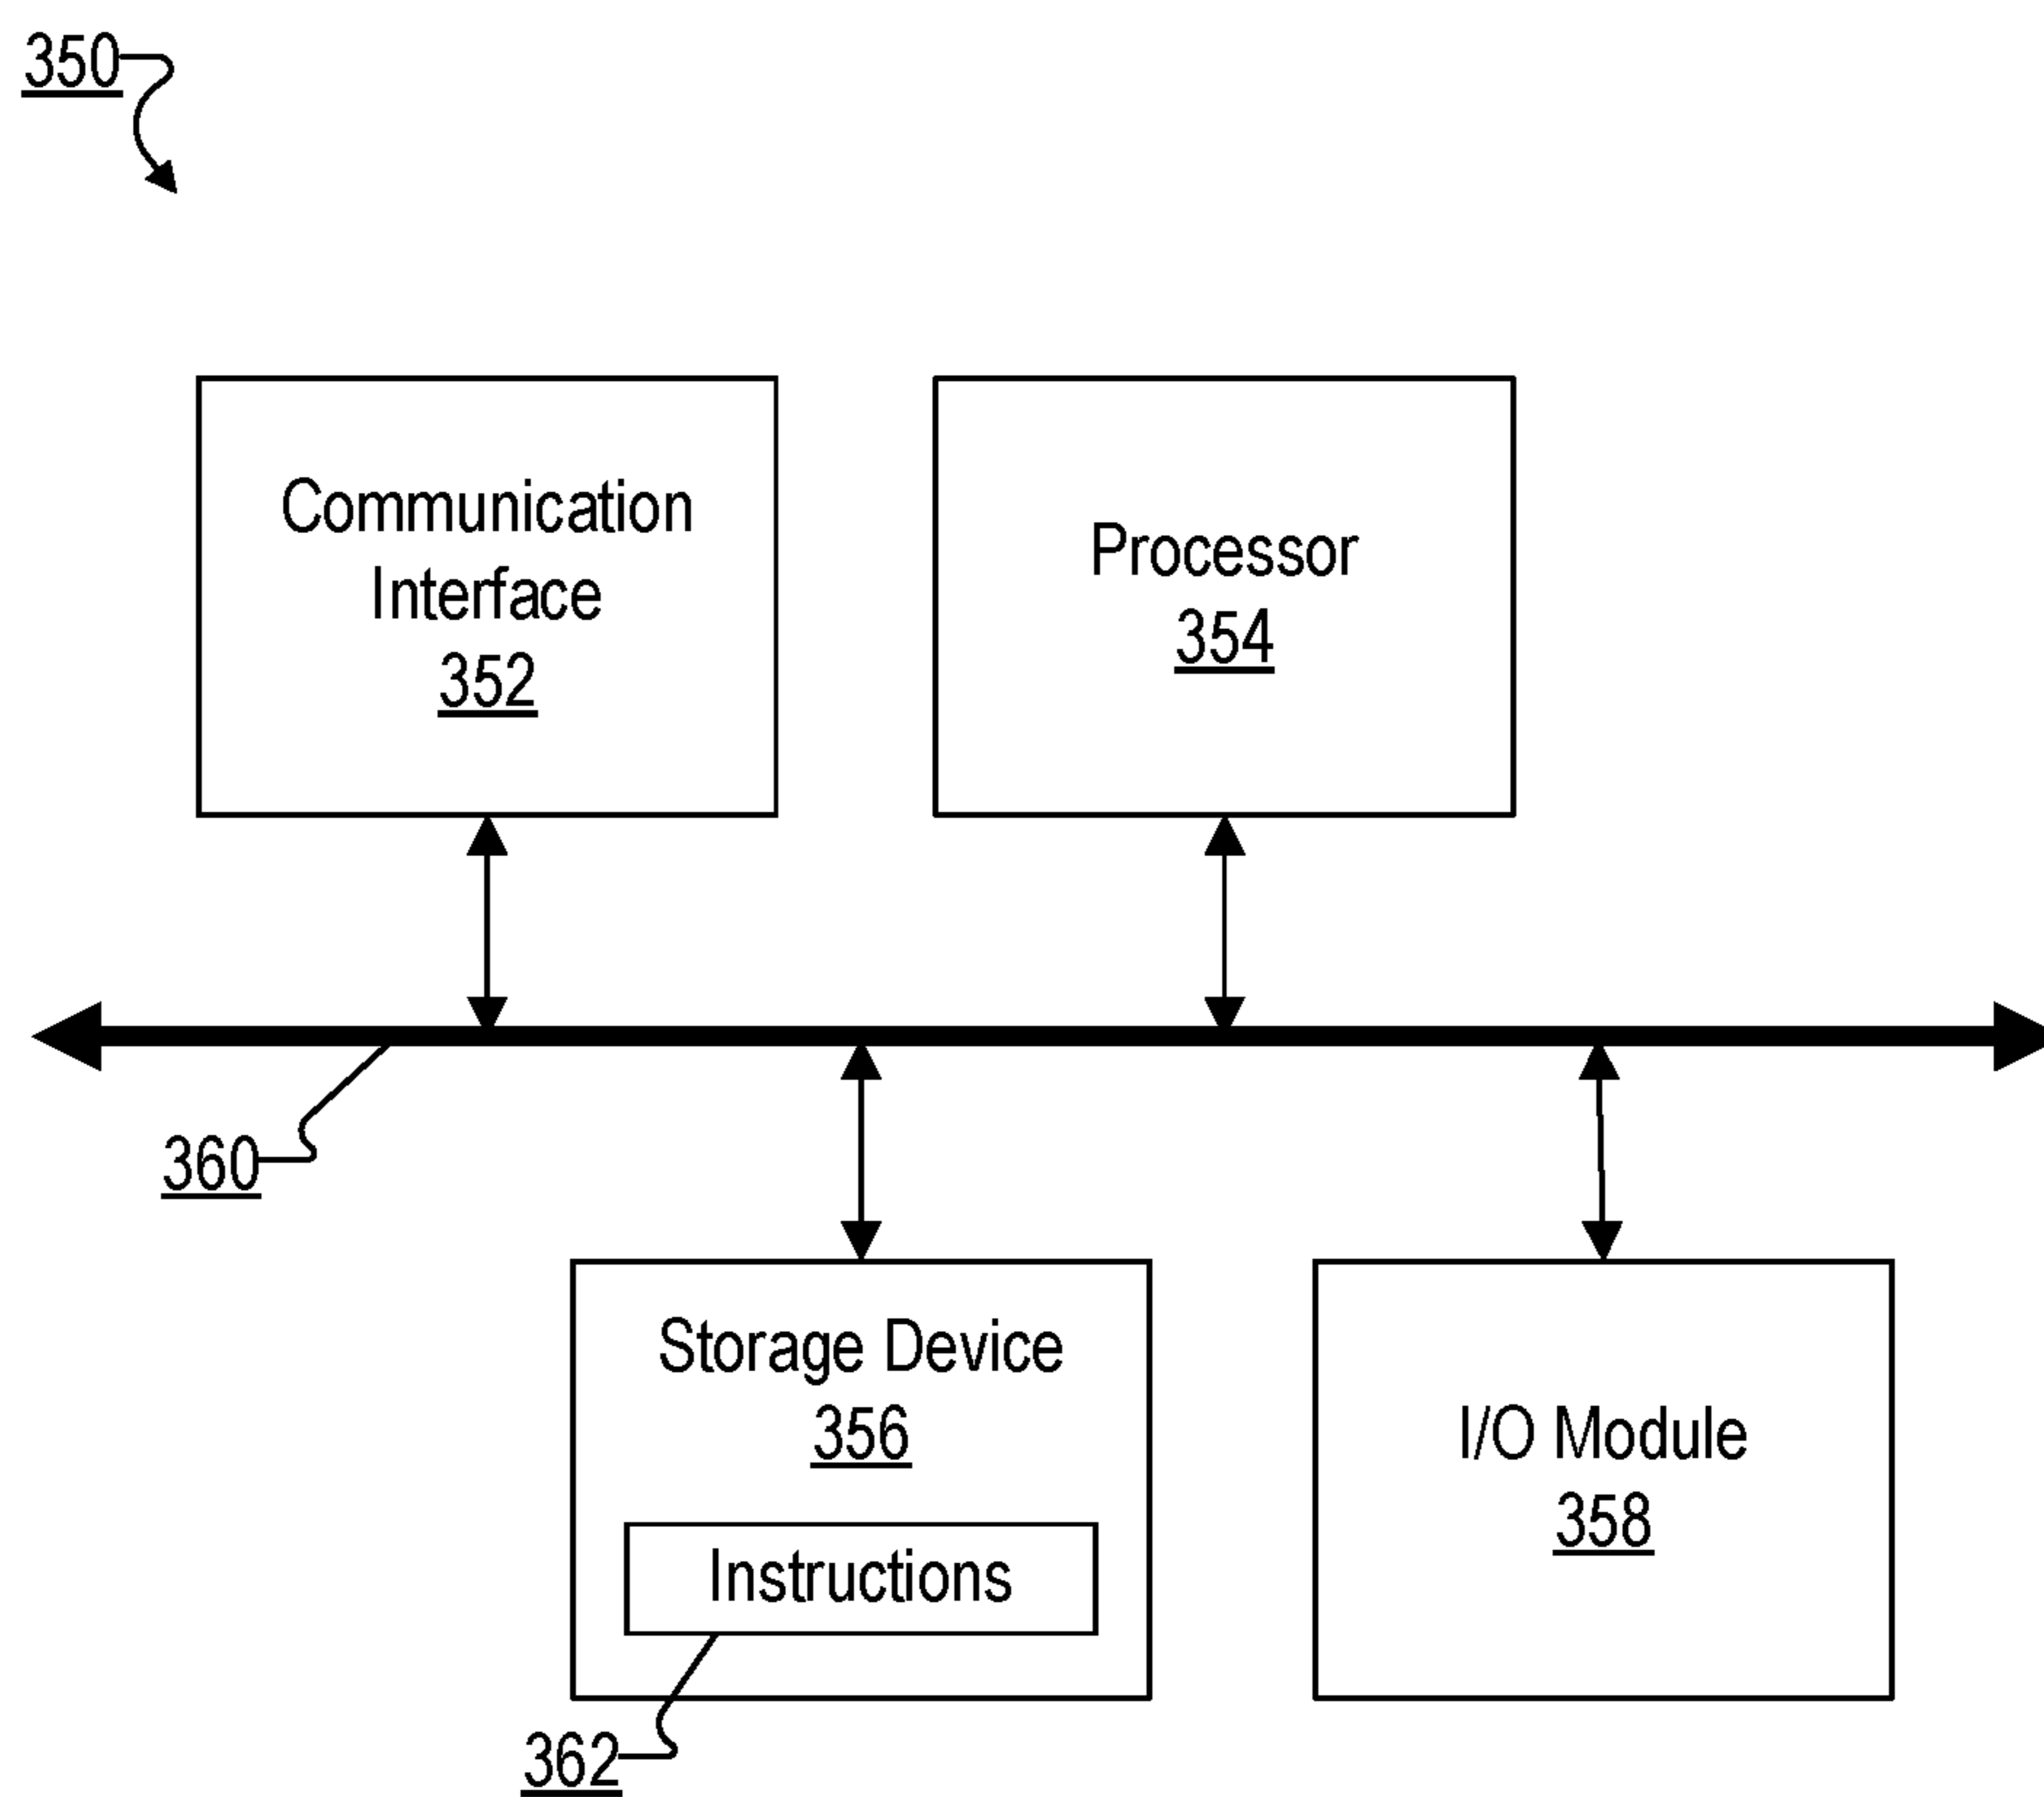 350
Communication
Interface
352
Processor
354
360
Storage Device
356
Instructions
362
I/O Module
358